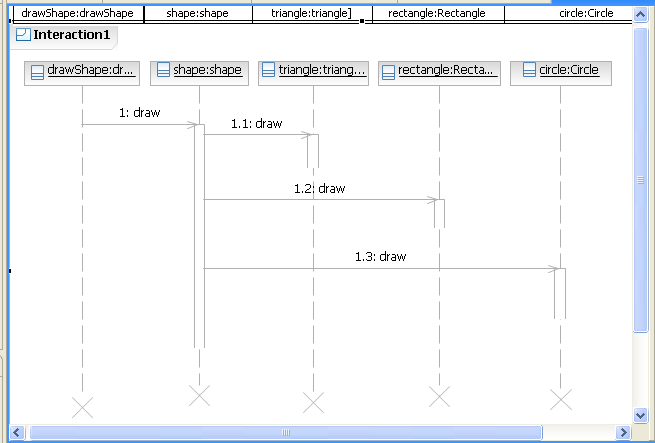 drawShape:drawShape shape:shape triangle:triangle] rectangle:Rectangle circle:Circle
Interaction1
drawShape:dr... shape:shape triangle:triang... rectangle:Recta... circle:Circle
1: draw
1.1: draw
1.2: draw
1.3: draw